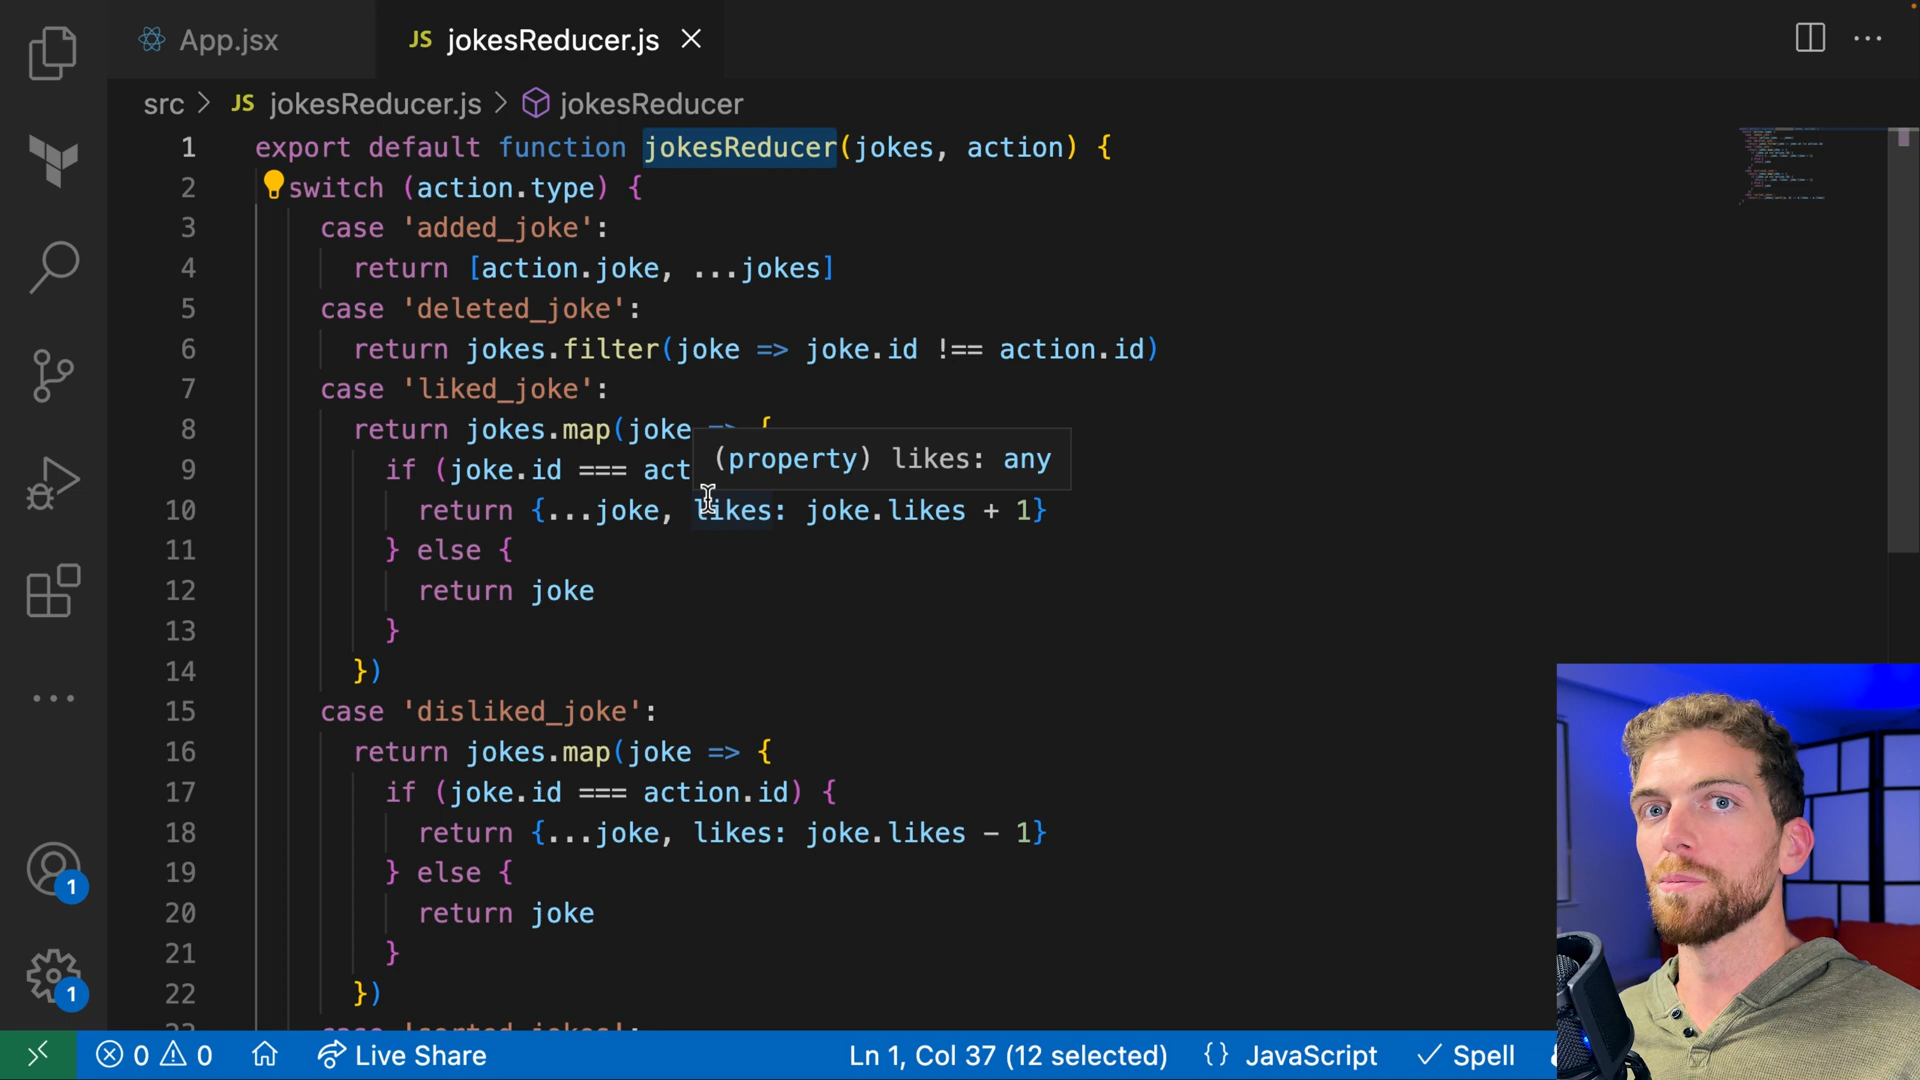 App.jsx
JS jokesReducer.js
src > JS jokesReducer.js > jokesReducer
1 export default function jokesReducer(jokes, action) {
2 switch (action.type) {
3 case 'added_joke':
4 return [action.joke, ...jokes]
5 case 'deleted_joke':
6 return jokes.filter(joke => joke.id !== action.id)
7 case 'liked_joke':
8 return jokes.map(joke => {
(property) likes: any
9 if (joke.id === act
10 return {...joke, likes: joke.likes + 1}
11 } else {
12 return joke
13 }
14 })
15 case 'disliked_joke':
16 return jokes.map(joke => {
17 if (joke.id === action.id) {
18 return {...joke, likes: joke.likes - 1}
19 } else {
20 return joke
21 }
22 })
23 case 'sorted_jokes':
1
1
0 0 Live Share Ln 1, Col 37 (12 selected) {} JavaScript Spell